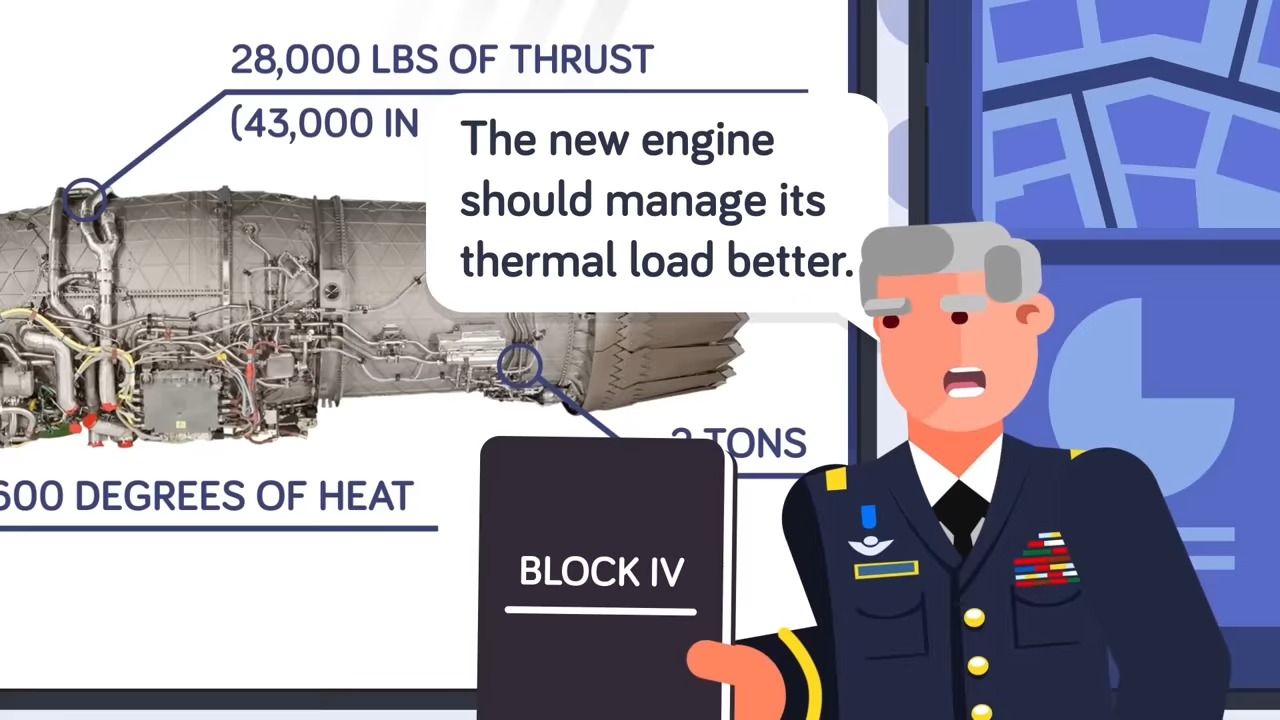 28,000 LBS OF THRUST
(43,000 IN
The new engine
should manage its
thermal load better.
TONS
600 DEGREES OF HEAT
BLOCK IV